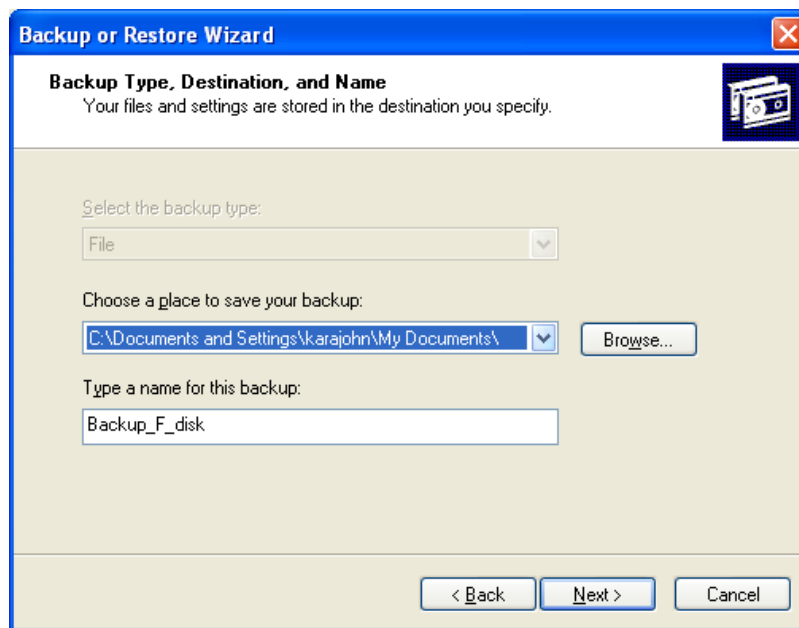 Backup or Restore Wizard
Backup Type, Destination, and Name
Your files and settings are stored in the destination you specify.
Select the backup type:
File
Choose a place to save your backup:
C:\Documents and Settings\karajohn\My Documents\
Browse...
Type a name for this backup:
Backup_F_disk
< Back
Next >
Cancel